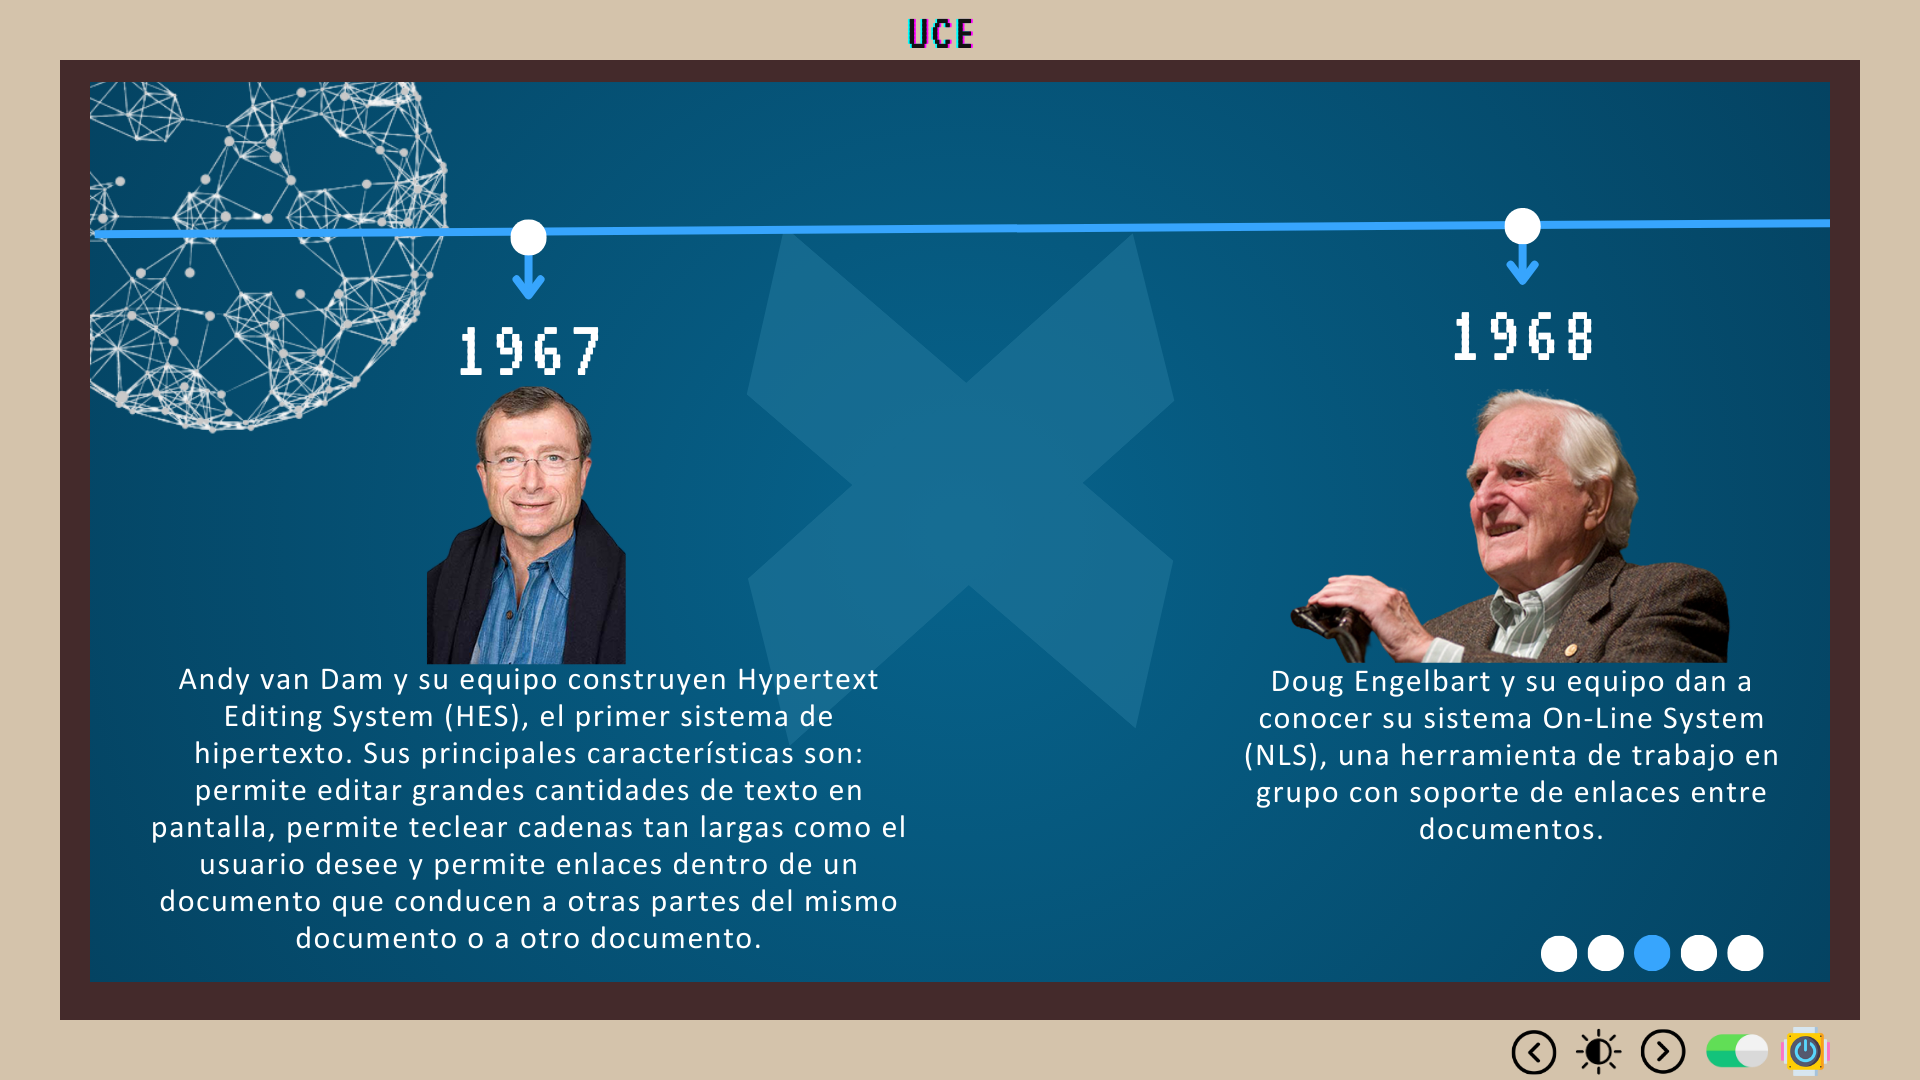 UCE
1967
Andy van Dam y su equipo construyen Hypertext
Editing System (HES), el primer sistema de
hipertexto. Sus principales características son:
permite editar grandes cantidades de texto en
pantalla, permite teclear cadenas tan largas como el
usuario desee y permite enlaces dentro de un
documento que conducen a otras partes del mismo
documento o a otro documento.
1968
Doug Engelbart y su equipo dan a
conocer su sistema On-Line System
(NLS), una herramienta de trabajo en
grupo con soporte de enlaces entre
documentos.